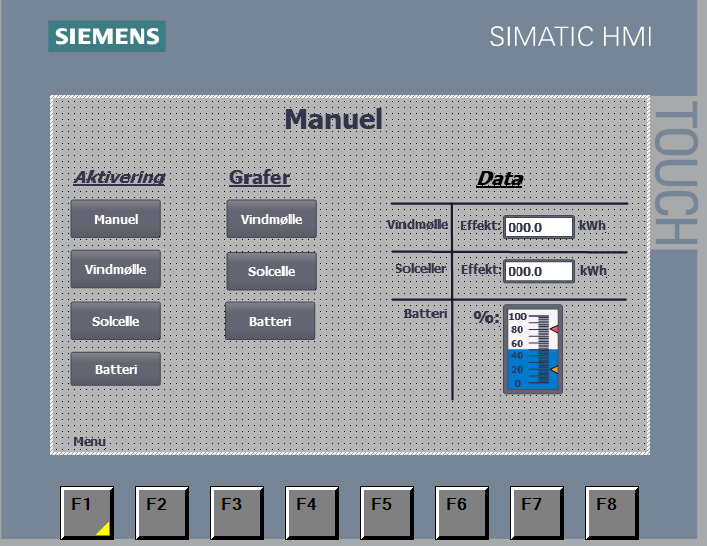 SIEMENS
SIMATIC HMI
TOUCH
Manuel
Aktivering
Grafer
Data
Manuel
Vindmølle
Solcelle
Batteri
Vindmølle
Solcelle
Batteri
Vindmølle Effekt: 000.0 kWh
Solceller Effekt: 000.0 kWh
Batteri %:
100
80
60
40
20
0
Menu
F1 F2 F3 F4 F5 F6 F7 F8